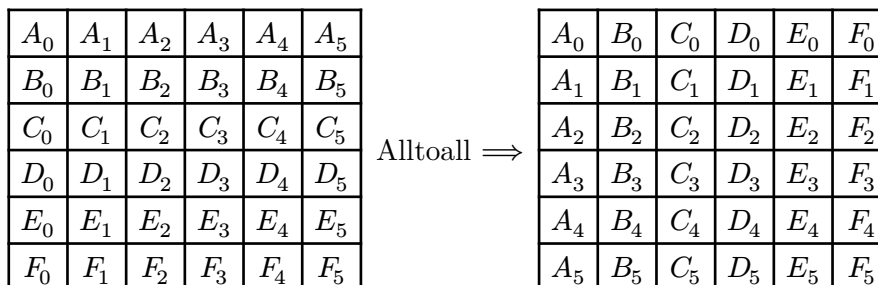 A₀ A₁ A₂ A₃ A₄ A₅
B₀ B₁ B₂ B₃ B₄ B₅
C₀ C₁ C₂ C₃ C₄ C₅
D₀ D₁ D₂ D₃ D₄ D₅
E₀ E₁ E₂ E₃ E₄ E₅
F₀ F₁ F₂ F₃ F₄ F₅
Alltoall ⟹
A₀ B₀ C₀ D₀ E₀ F₀
A₁ B₁ C₁ D₁ E₁ F₁
A₂ B₂ C₂ D₂ E₂ F₂
A₃ B₃ C₃ D₃ E₃ F₃
A₄ B₄ C₄ D₄ E₄ F₄
A₅ B₅ C₅ D₅ E₅ F₅